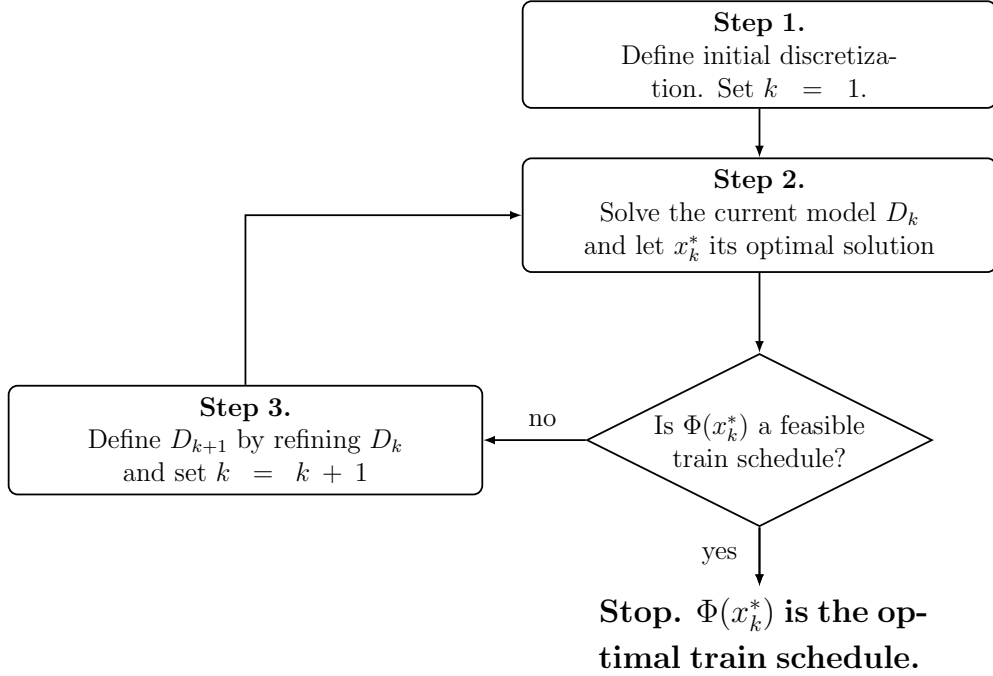 Step 1.
Define initial discretiza-
tion. Set k = 1.
Step 2.
Solve the current model D_k
and let x_k^* its optimal solution
Step 3.
Define D_{k+1} by refining D_k
and set k = k + 1
no
Is Φ(x_k^*) a feasible
train schedule?
yes
Stop. Φ(x_k^*) is the op-
timal train schedule.